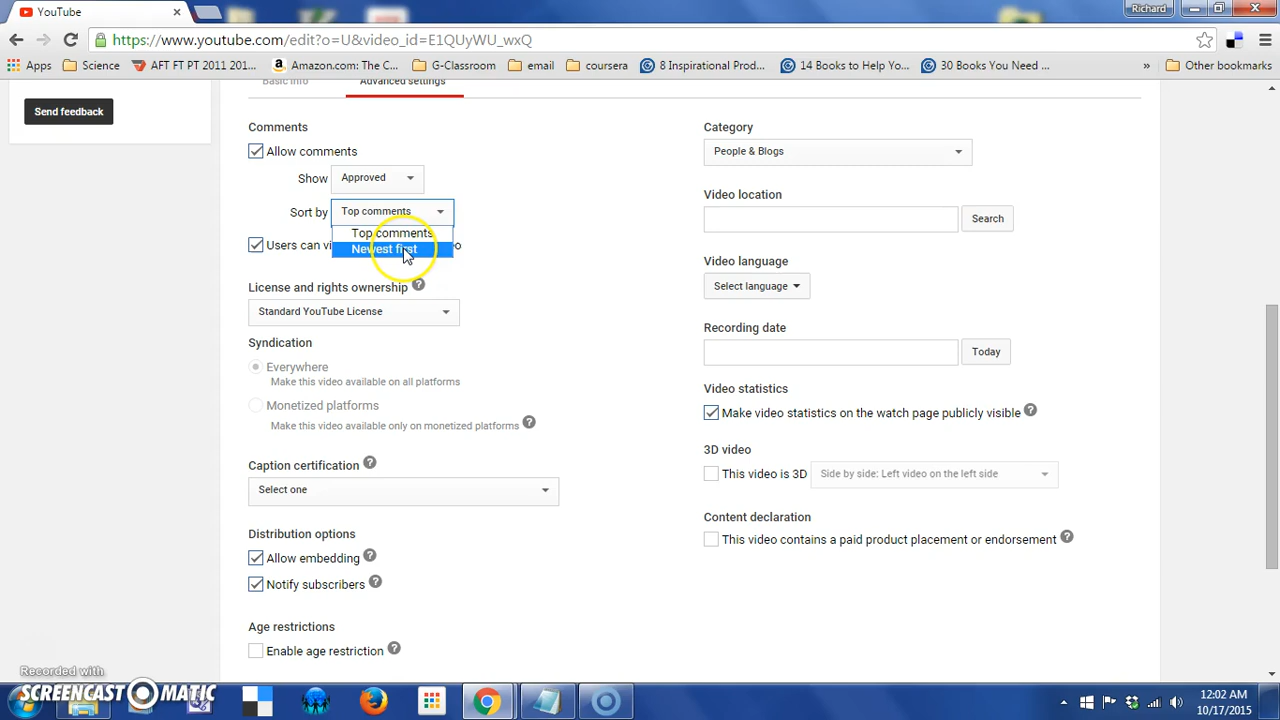 YouTube
Richard
https://www.youtube.com/edit?o=U&video_id=E1QUyWU_wxQ
Apps Science AFT FT PT 2011 201... Amazon.com: The C... G-Classroom email coursera 8 Inspirational Prod... 14 Books to Help Yo... 30 Books You Need ... » Other bookmarks
Basic info Advanced settings
Send feedback
Comments
Allow comments
Show Approved
Sort by Top comments
Top comments
Newest first
Users can vi o
License and rights ownership ?
Standard YouTube License
Syndication
Everywhere
Make this video available on all platforms
Monetized platforms
Make this video available only on monetized platforms ?
Caption certification ?
Select one
Distribution options
Allow embedding ?
Notify subscribers ?
Age restrictions
Enable age restriction ?
Category
People & Blogs
Video location
Search
Video language
Select language
Recording date
Today
Video statistics
Make video statistics on the watch page publicly visible ?
3D video
This video is 3D Side by side: Left video on the left side
Content declaration
This video contains a paid product placement or endorsement ?
Recorded with
SCREENCAST MATIC
12:02 AM
10/17/2015